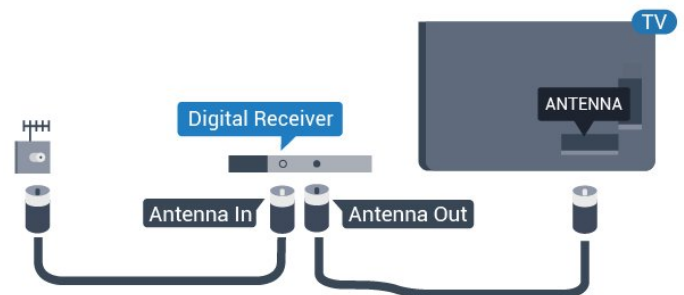 TV
ANTENNA
Digital Receiver
Antenna In
Antenna Out